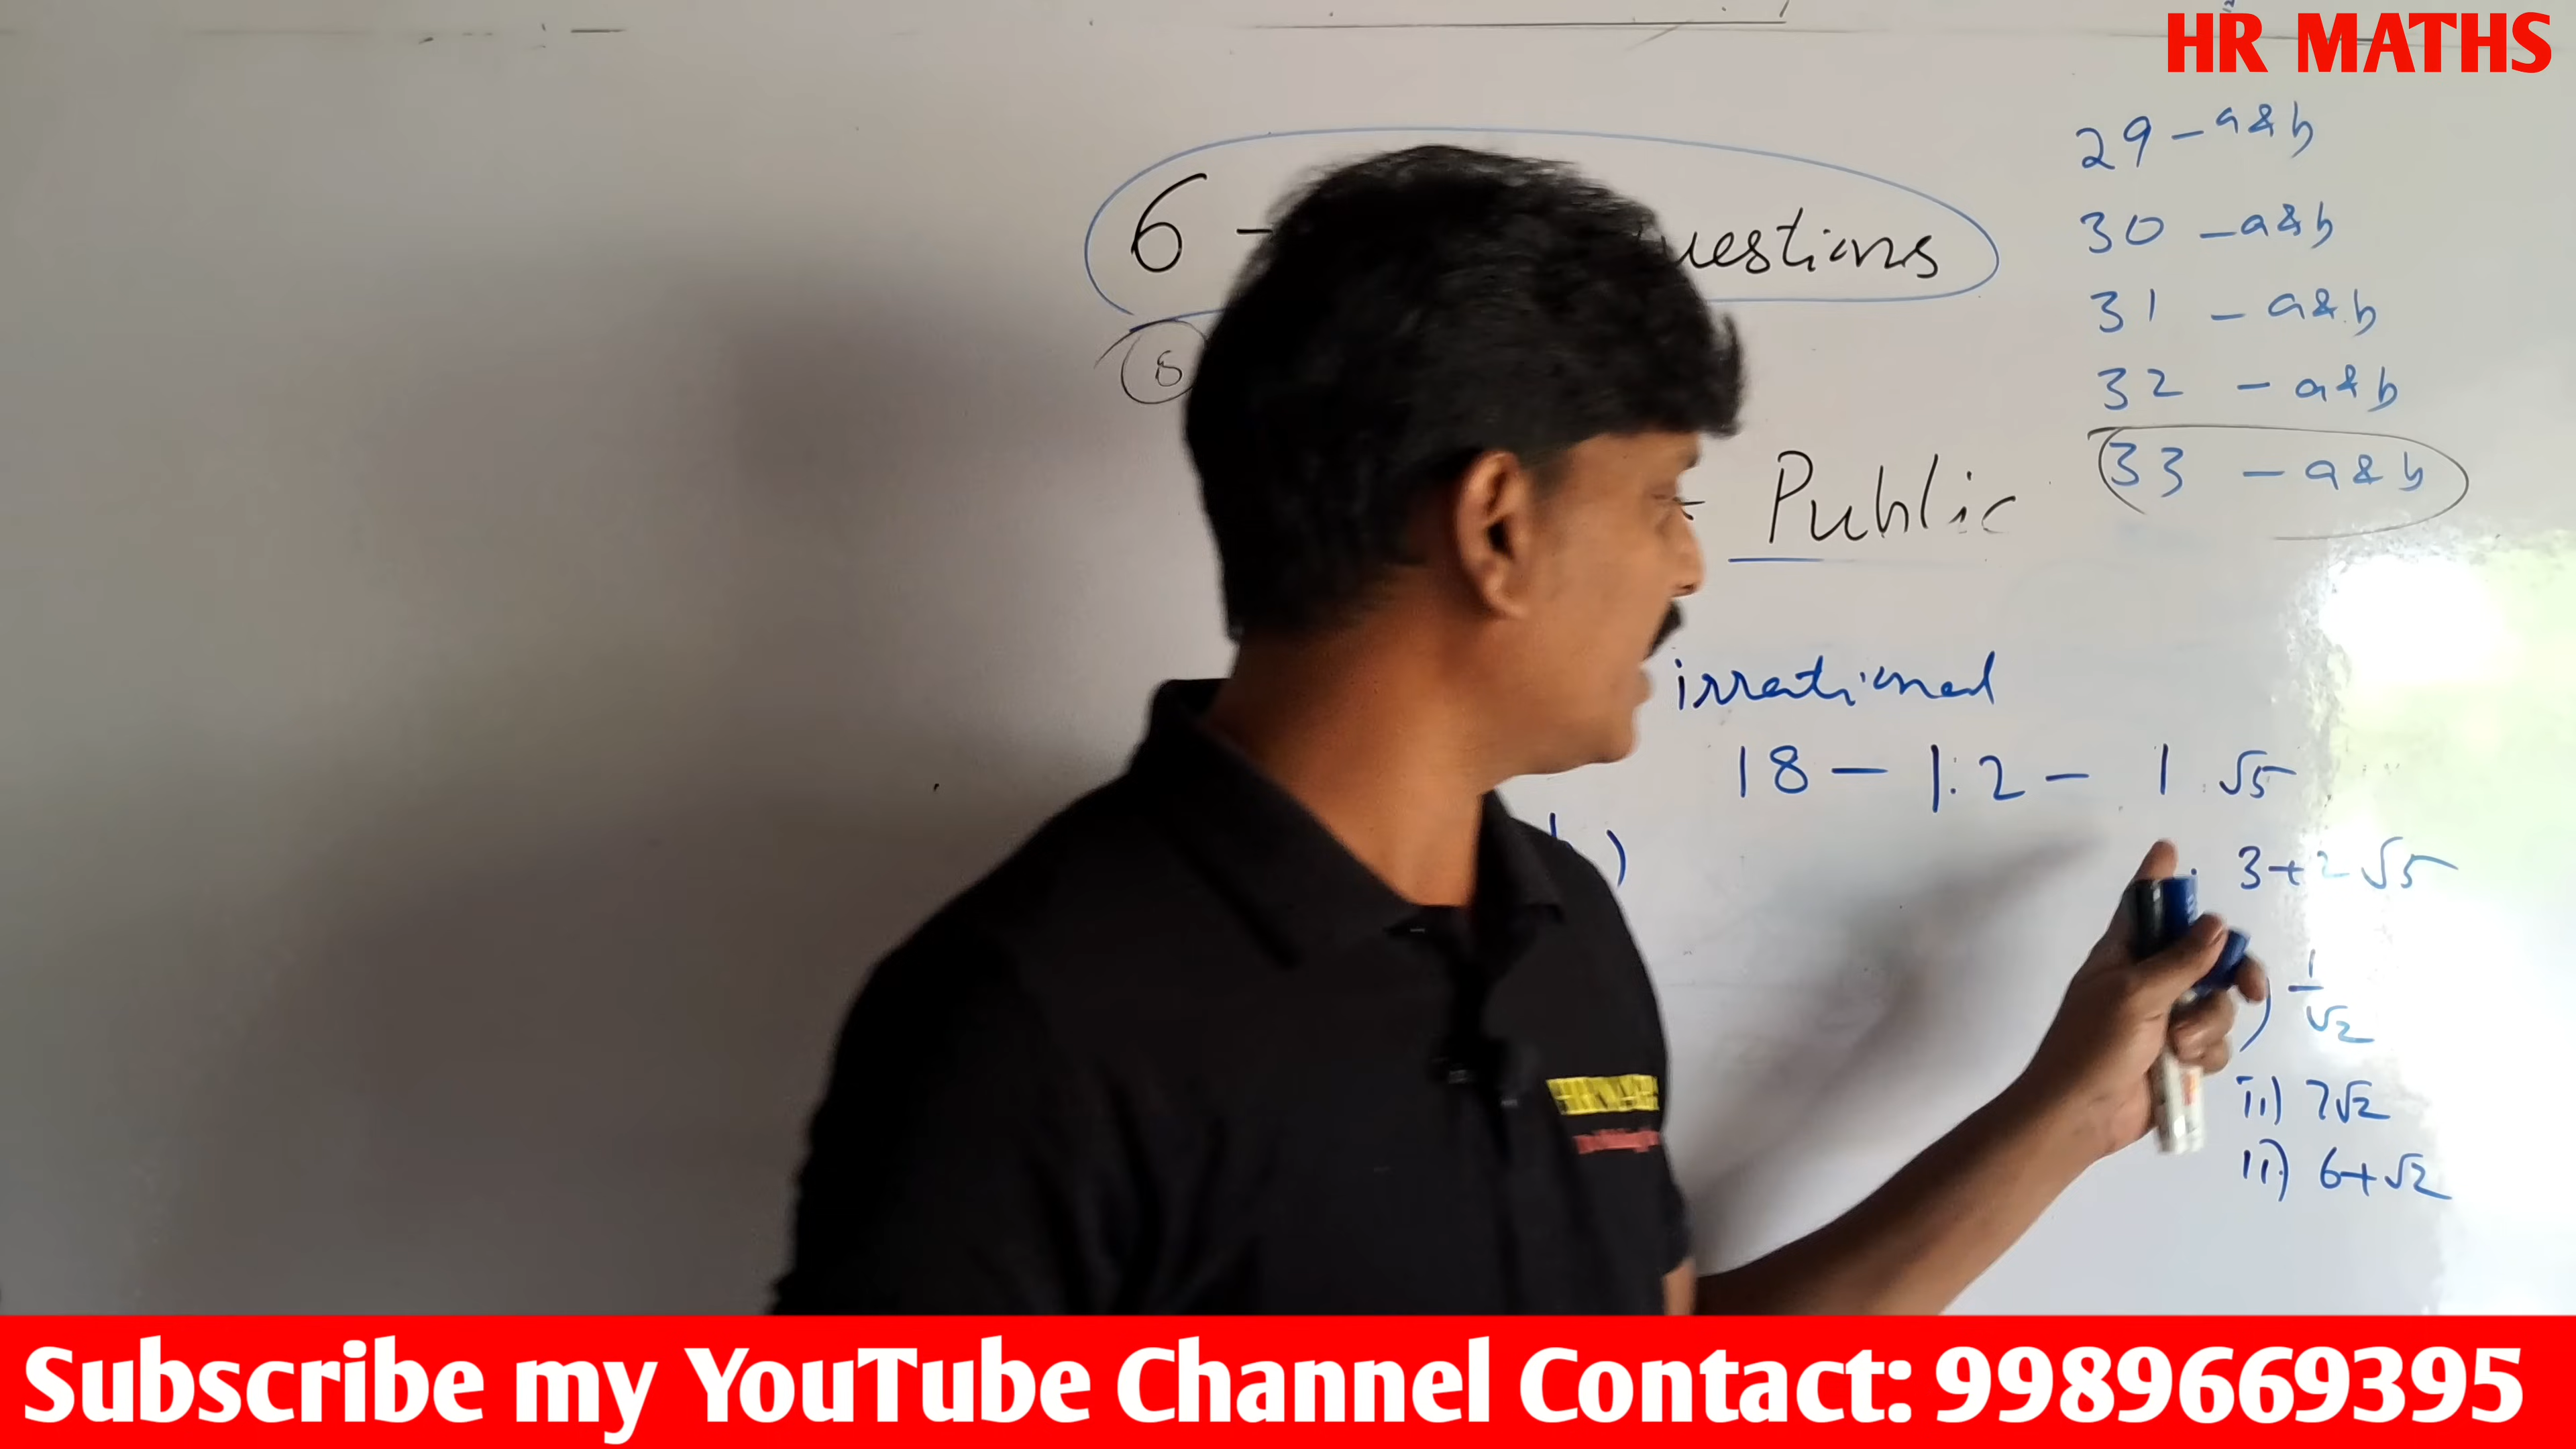 HR MATHS
29 - a & b
30 - a & b
31 - a & b
32 - a & b
33 - a & b
6 -
uestions
8
Public
irrational
18 - 1.2 - 1. √5
3+2√5
) 1/√2
ii) 7√2
ii) 6+√2
Subscribe my YouTube Channel Contact: 9989669395